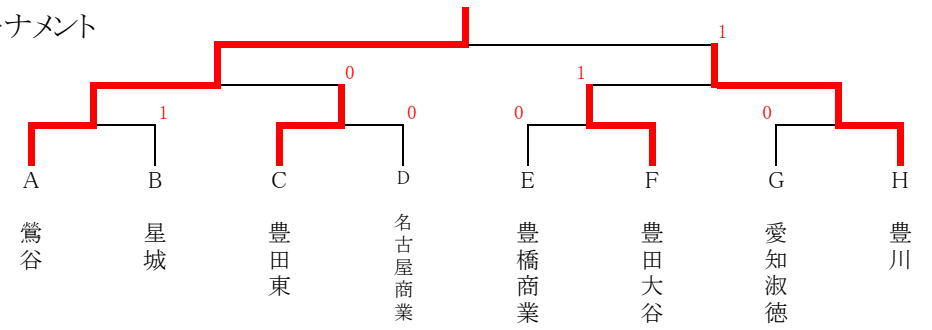 ーナメント
1
0 1
1 0 0 0
A B C D E F G H
鶯谷
星城
豊田東
名古屋商業
豊橋商業
豊田大谷
愛知淑徳
豊川